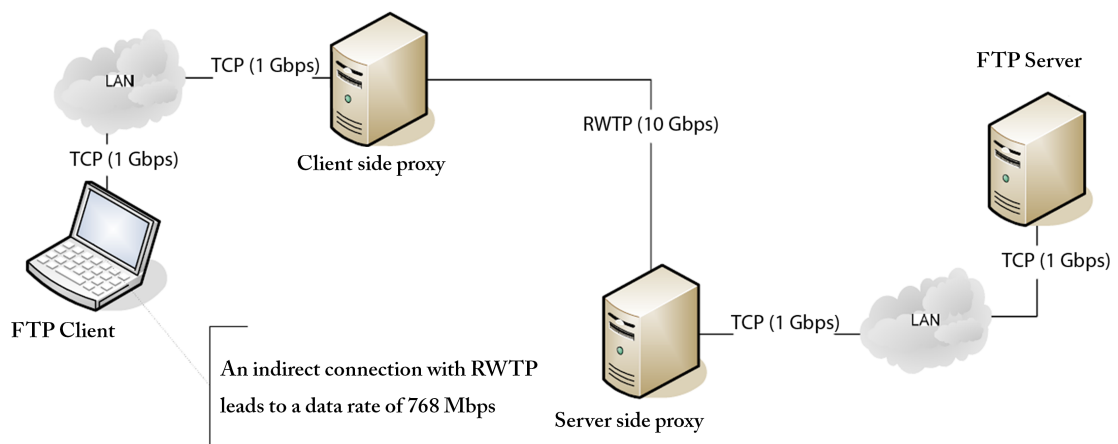 FTP Server
TCP (1 Gbps)
LAN
RWTP (10 Gbps)
Client side proxy
TCP (1 Gbps)
FTP Client
TCP (1 Gbps)
TCP (1 Gbps)
LAN
An indirect connection with RWTP
leads to a data rate of 768 Mbps
Server side proxy